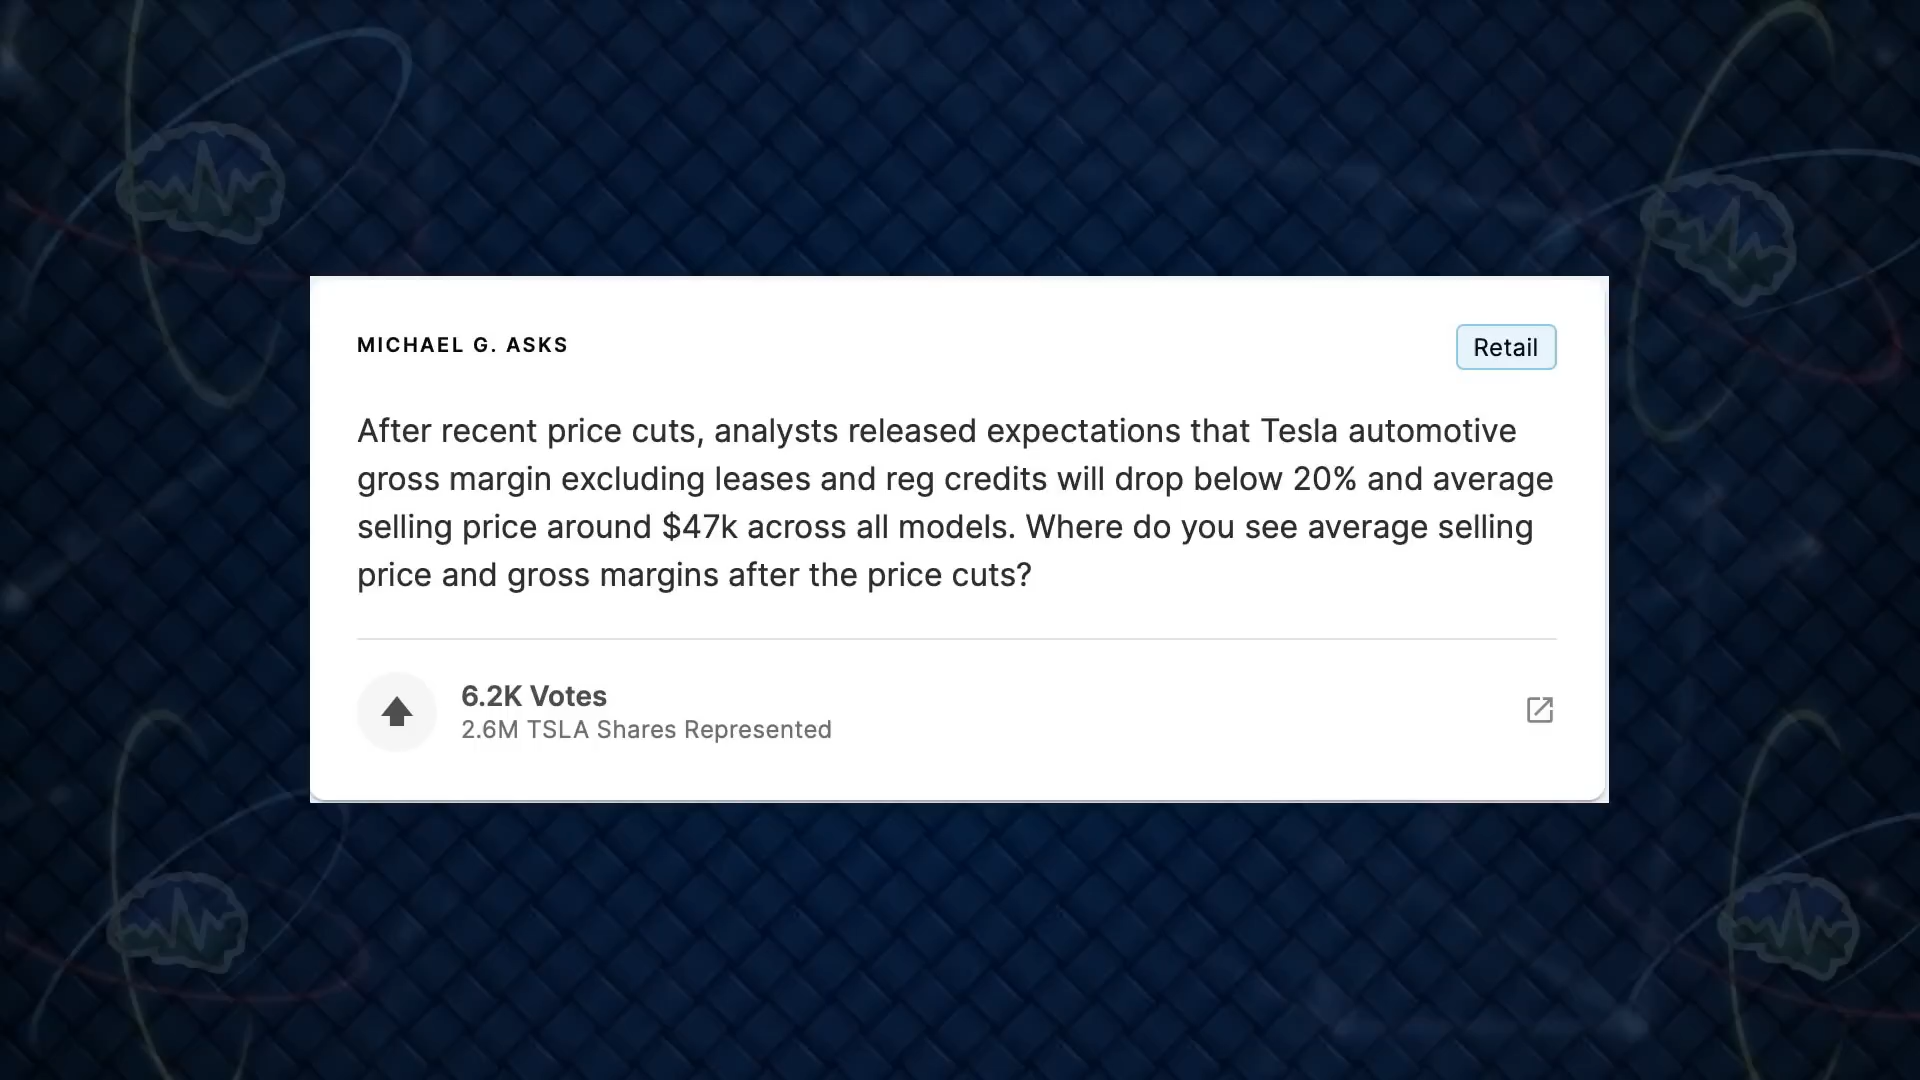 MICHAEL G. ASKS
Retail
After recent price cuts, analysts released expectations that Tesla automotive
gross margin excluding leases and reg credits will drop below 20% and average
selling price around $47k across all models. Where do you see average selling
price and gross margins after the price cuts?
6.2K Votes
2.6M TSLA Shares Represented